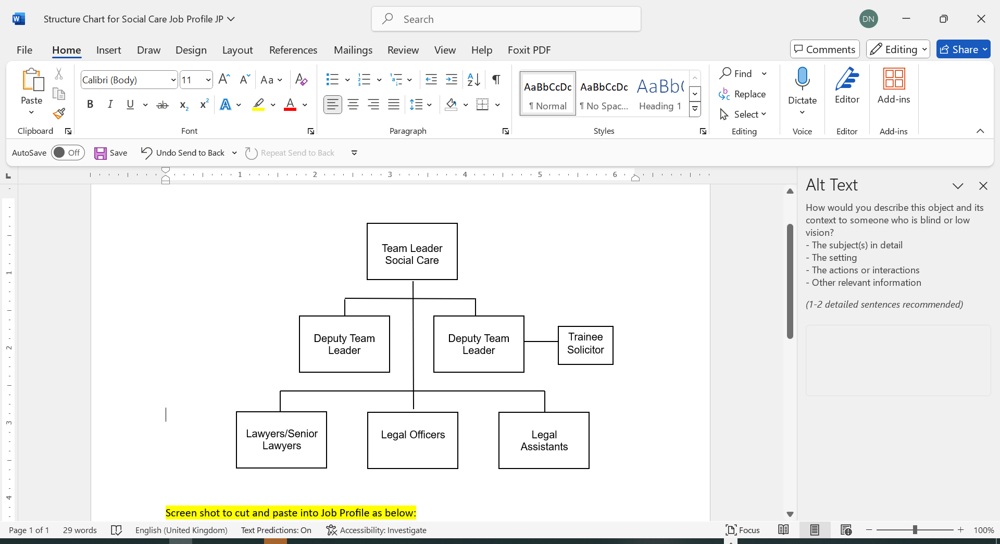 Structure Chart for Social Care Job Profile JP
Search
DN
File Home Insert Draw Design Layout References Mailings Review View Help Foxit PDF
Comments Editing Share
Paste
Clipboard
Calibri (Body) 11
Font
Paragraph
AaBbCcDc AaBbCcDc AaBb(
¶ Normal ¶ No Spac... Heading 1
Styles
Find
Replace
Select
Editing
Dictate
Voice
Editor
Editor
Add-ins
Add-ins
AutoSave Off Save Undo Send to Back Repeat Send to Back
1 2 3 4 5 6
1
2
3
4
Team Leader
Social Care
Deputy Team
Leader
Deputy Team
Leader
Trainee
Solicitor
Lawyers/Senior
Lawyers
Legal Officers
Legal
Assistants
Screen shot to cut and paste into Job Profile as below:
Alt Text
How would you describe this object and its
context to someone who is blind or low
vision?
- The subject(s) in detail
- The setting
- The actions or interactions
- Other relevant information
(1-2 detailed sentences recommended)
Page 1 of 1 29 words English (United Kingdom) Text Predictions: On Accessibility: Investigate Focus 100%